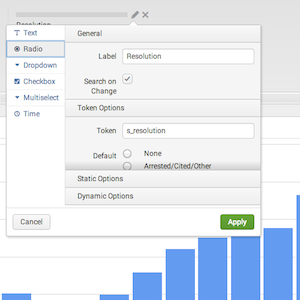 Resolution
Text
Radio
Dropdown
Checkbox
Multiselect
Time
General
Label
Resolution
Search on
Change
Token Options
Token
s_resolution
Default
None
Arrested/Cited/Other
Static Options
Dynamic Options
Cancel
Apply